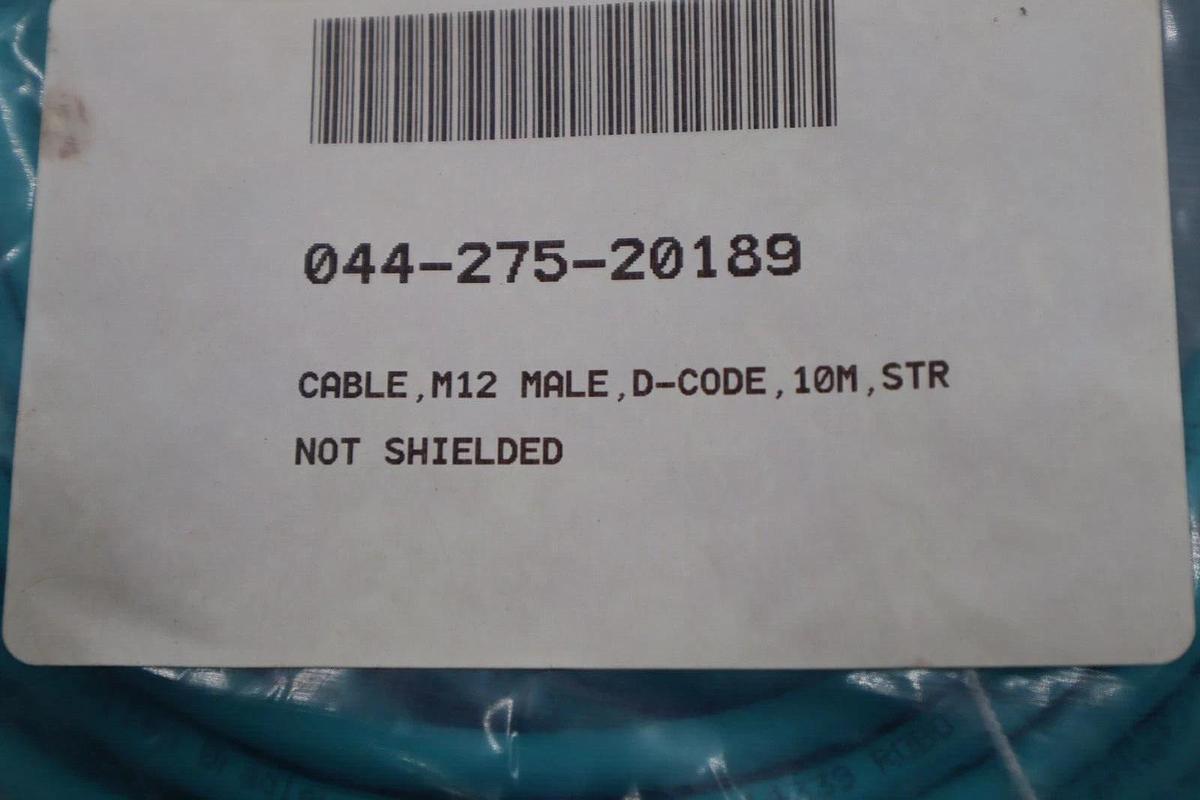 044-275-20189
CABLE,M12 MALE,D-CODE,10M,STR
NOT SHIELDED